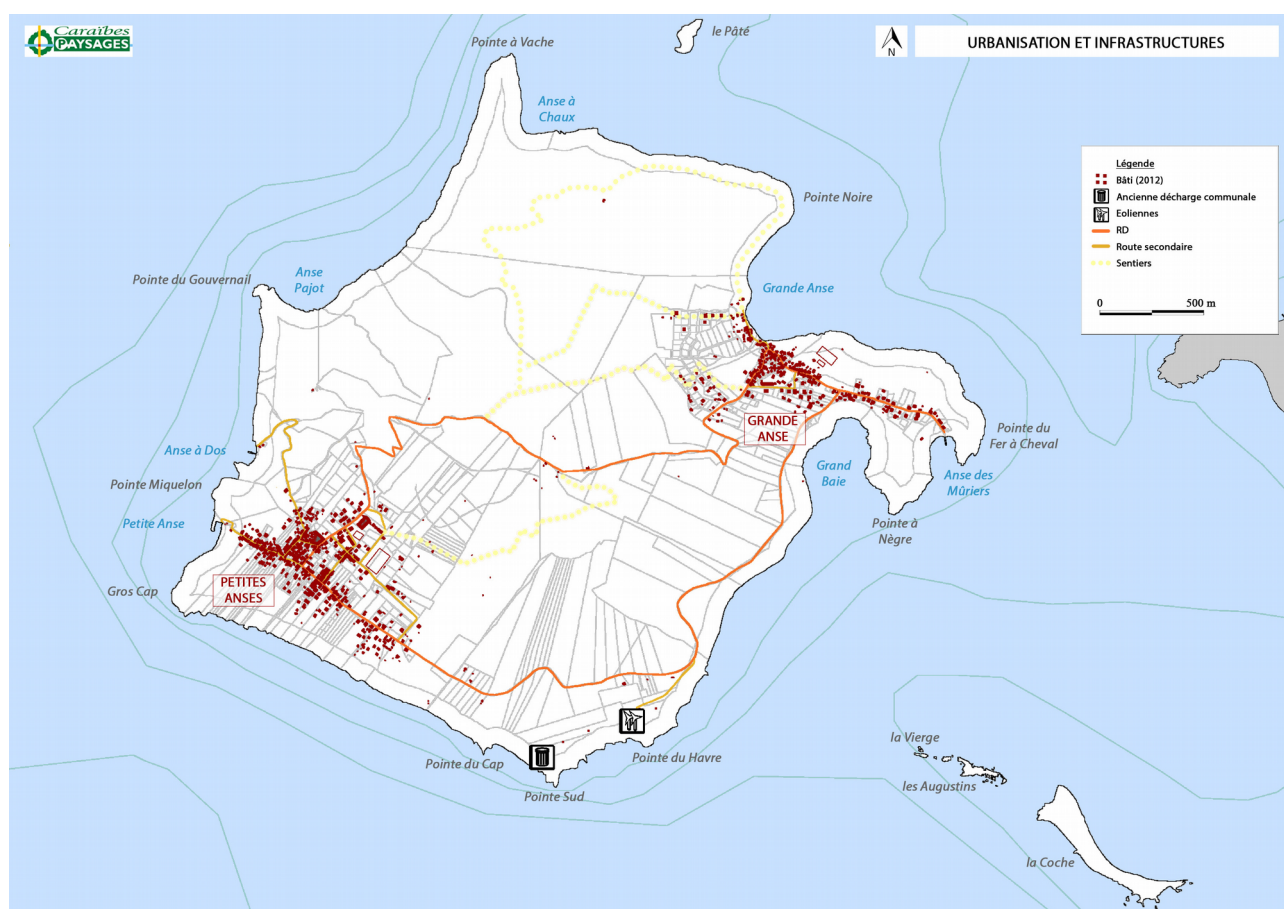 Caraïbes
PAYSAGES
Pointe à Vache
le Pâté
N
URBANISATION ET INFRASTRUCTURES
Anse à
Chaux
Légende
Bâti (2012)
Ancienne décharge communale
Eoliennes
RD
Route secondaire
Sentiers
0
500 m
Pointe Noire
Pointe du Gouvernail
Anse
Pajot
Grande Anse
GRANDE
ANSE
Pointe du
Fer à Cheval
Anse à Dos
Grand
Baie
Anse des
Mûriers
Pointe Miquelon
Petite Anse
Pointe à
Nègre
Gros Cap
PETITES
ANSES
la Vierge
Pointe du Cap
Pointe du Havre
les Augustins
Pointe Sud
la Coche